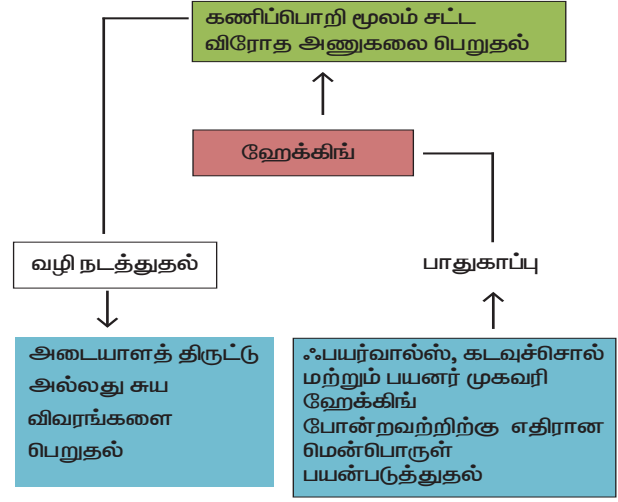 கணிப்பொறி மூலம் சட்ட
விரோத அணுகலை பெறுதல்
ஹேக்கிங்
வழி நடத்துதல்
பாதுகாப்பு
அடையாளத் திருட்டு
அல்லது சுய
விவரங்களை
பெறுதல்
ஃபயர்வால்ஸ், கடவுச்சொல்
மற்றும் பயனர் முகவரி
ஹேக்கிங்
போன்றவற்றிற்கு எதிரான
மென்பொருள்
பயன்படுத்துதல்